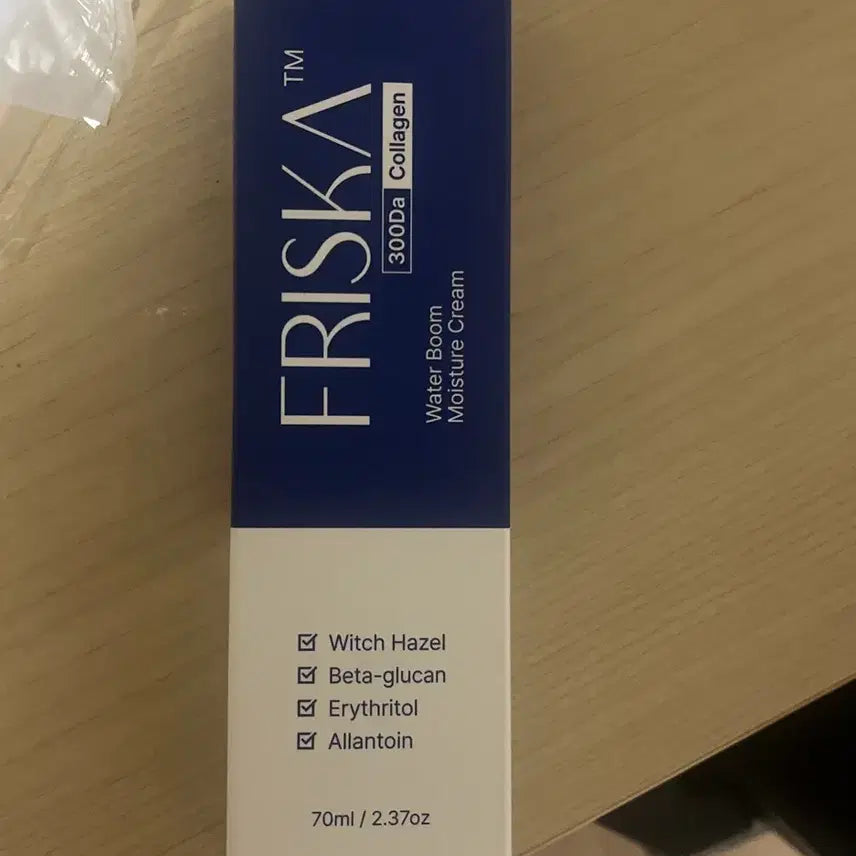 FRISKA™
300Da Collagen
Water Boom
Moisture Cream
Witch Hazel
Beta-glucan
Erythritol
Allantoin
70ml / 2.37oz